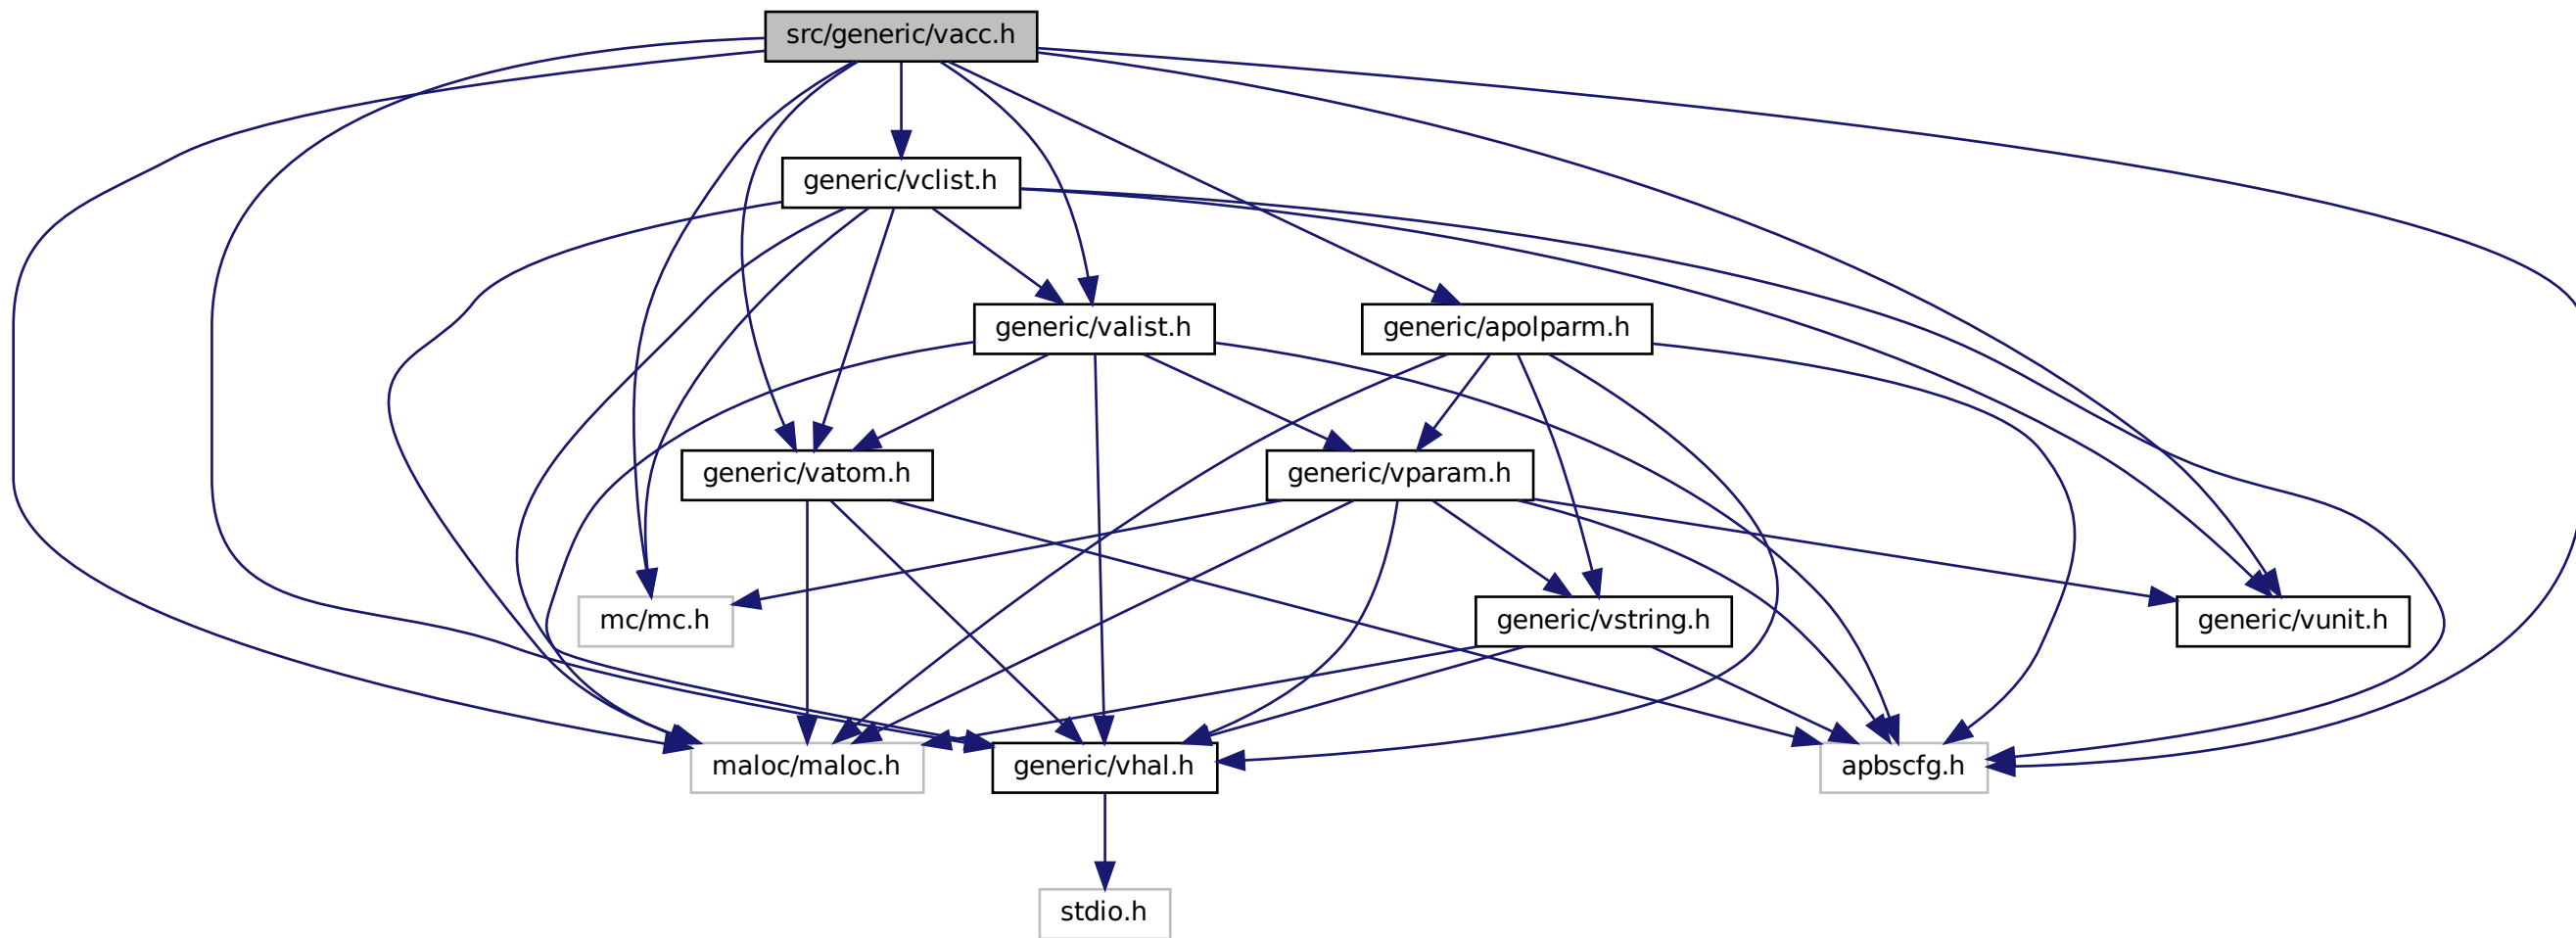 src/generic/vacc.h
generic/vclist.h
generic/valist.h
generic/apolparm.h
generic/vatom.h
generic/vparam.h
mc/mc.h
generic/vstring.h
generic/vunit.h
maloc/maloc.h
generic/vhal.h
apbscfg.h
stdio.h